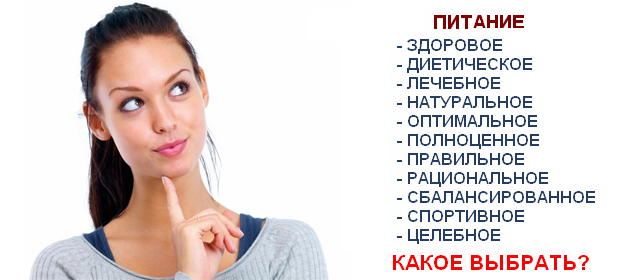 ПИТАНИЕ
- ЗДОРОВОЕ
- ДИЕТИЧЕСКОЕ
- ЛЕЧЕБНОЕ
- НАТУРАЛЬНОЕ
- ОПТИМАЛЬНОЕ
- ПОЛНОЦЕННОЕ
- ПРАВИЛЬНОЕ
- РАЦИОНАЛЬНОЕ
- СБАЛАНСИРОВАННОЕ
- СПОРТИВНОЕ
- ЦЕЛЕБНОЕ
КАКОЕ ВЫБРАТЬ?